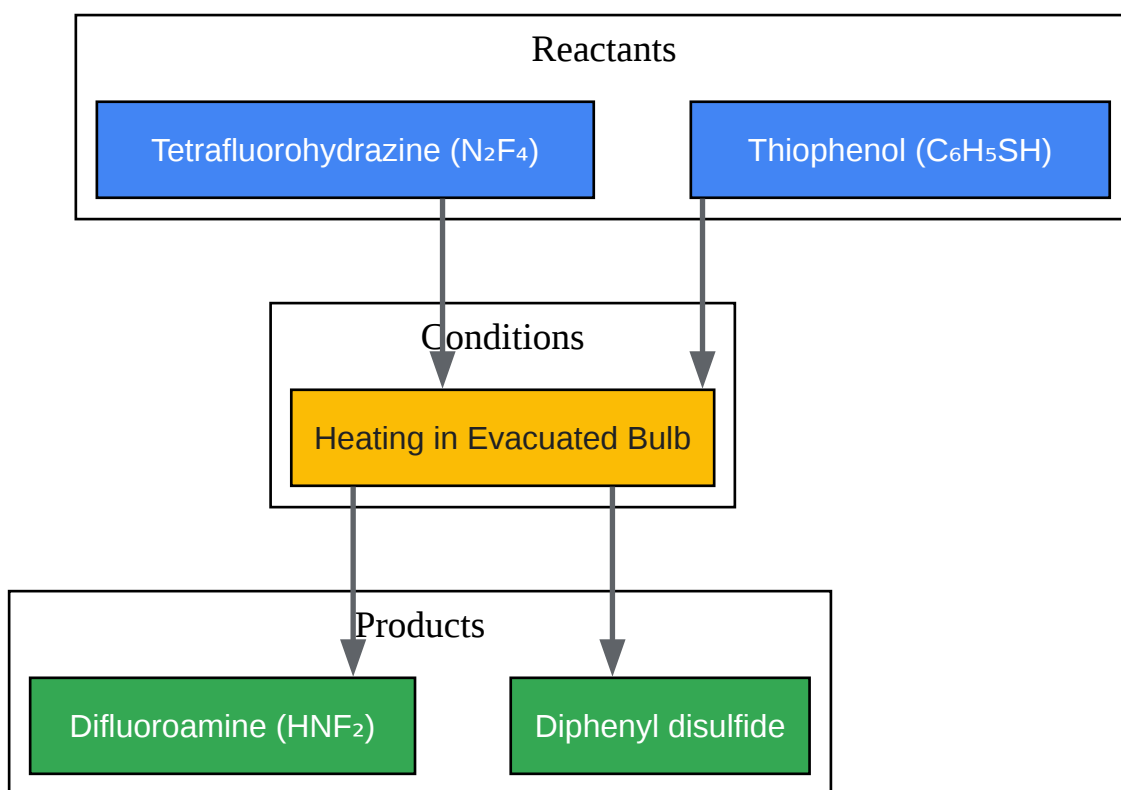 Reactants
Tetrafluorohydrazine (N₂F₄)
Thiophenol (C₆H₅SH)
Conditions
Heating in Evacuated Bulb
Products
Difluoroamine (HNF₂)
Diphenyl disulfide